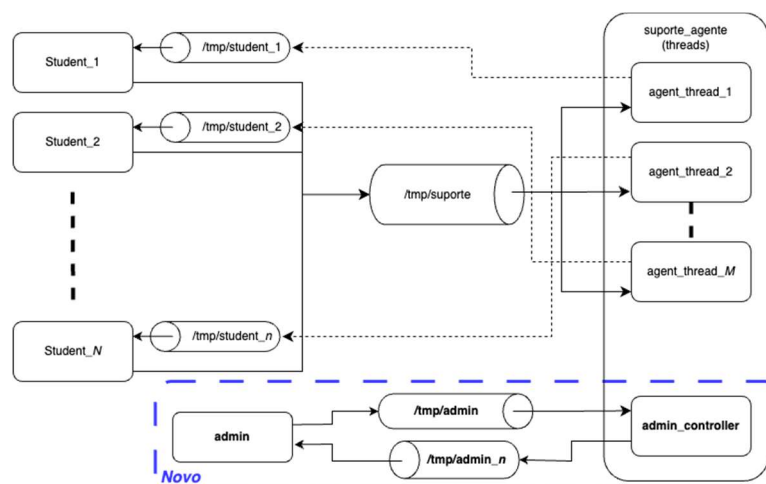 suporte_agente
(threads)
Student_1
/tmp/student_1
agent_thread_1
Student_2
/tmp/student_2
agent_thread_2
/tmp/suporte
agent_thread_M
Student_N
/tmp/student_n
admin
/tmp/admin
admin_controller
/tmp/admin_n
Novo